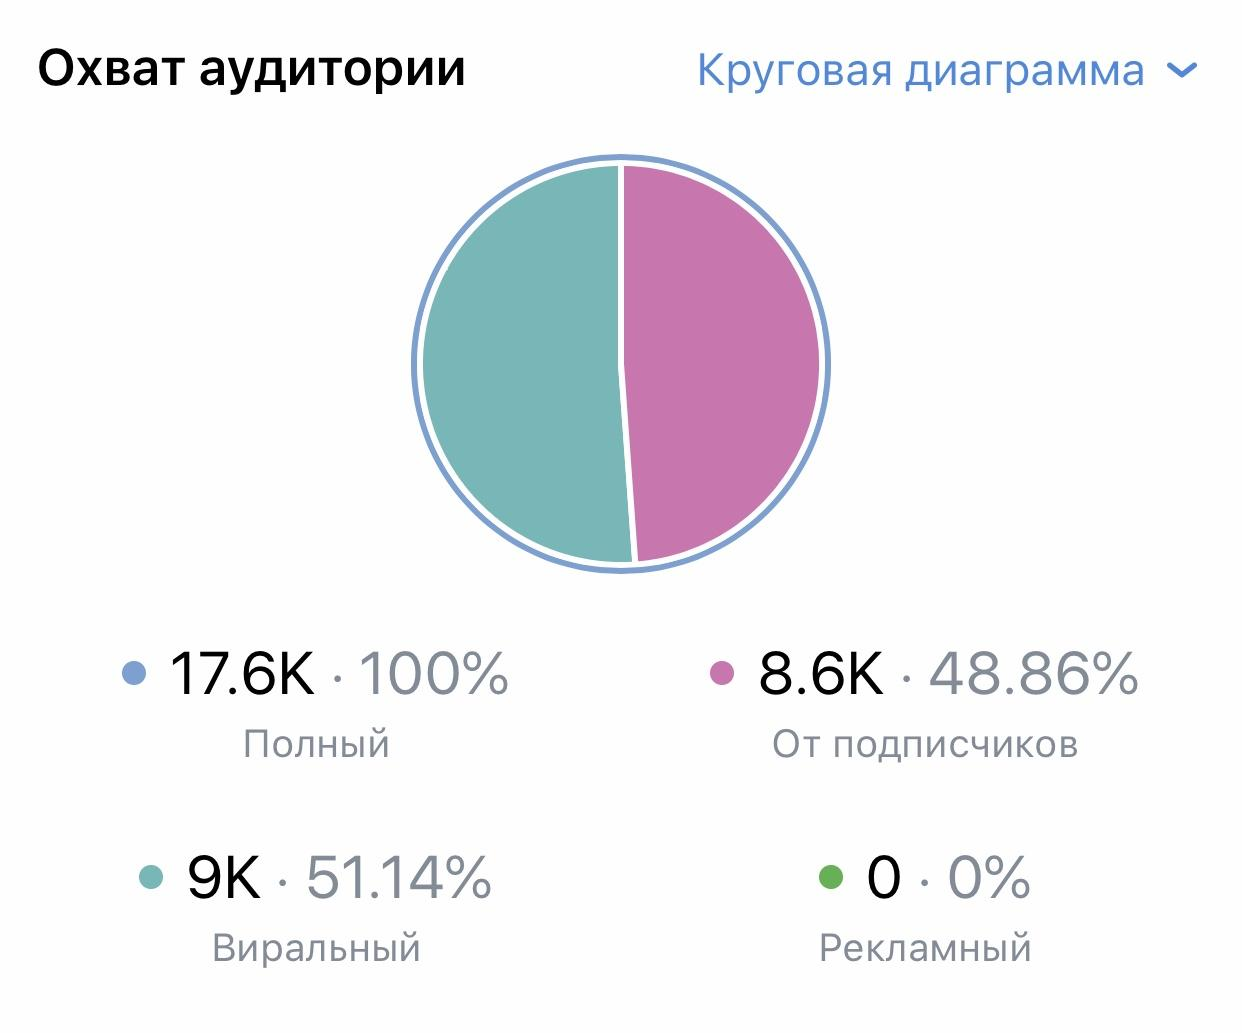 Охват аудитории
Круговая диаграмма
17.6K · 100%
Полный
8.6K · 48.86%
От подписчиков
9K · 51.14%
Виральный
0 · 0%
Рекламный